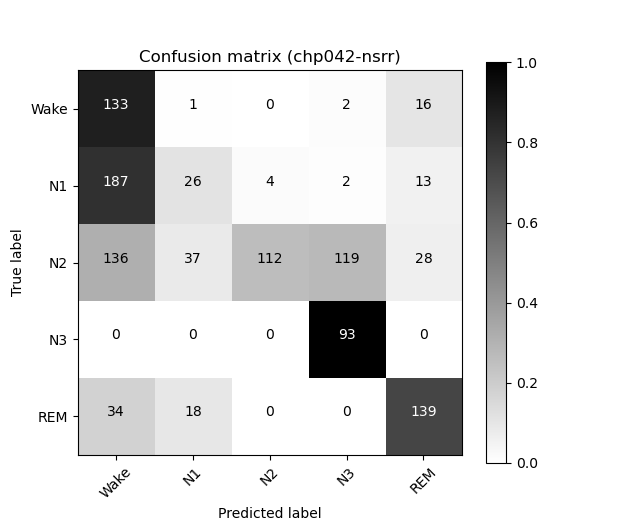 Confusion matrix (chp042-nsrr)
Wake 133 1 0 2 16
N1 187 26 4 2 13
N2 136 37 112 119 28
N3 0 0 0 93 0
REM 34 18 0 0 139
Wake N1 N2 N3 REM
Predicted label
True label
1.0
0.8
0.6
0.4
0.2
0.0